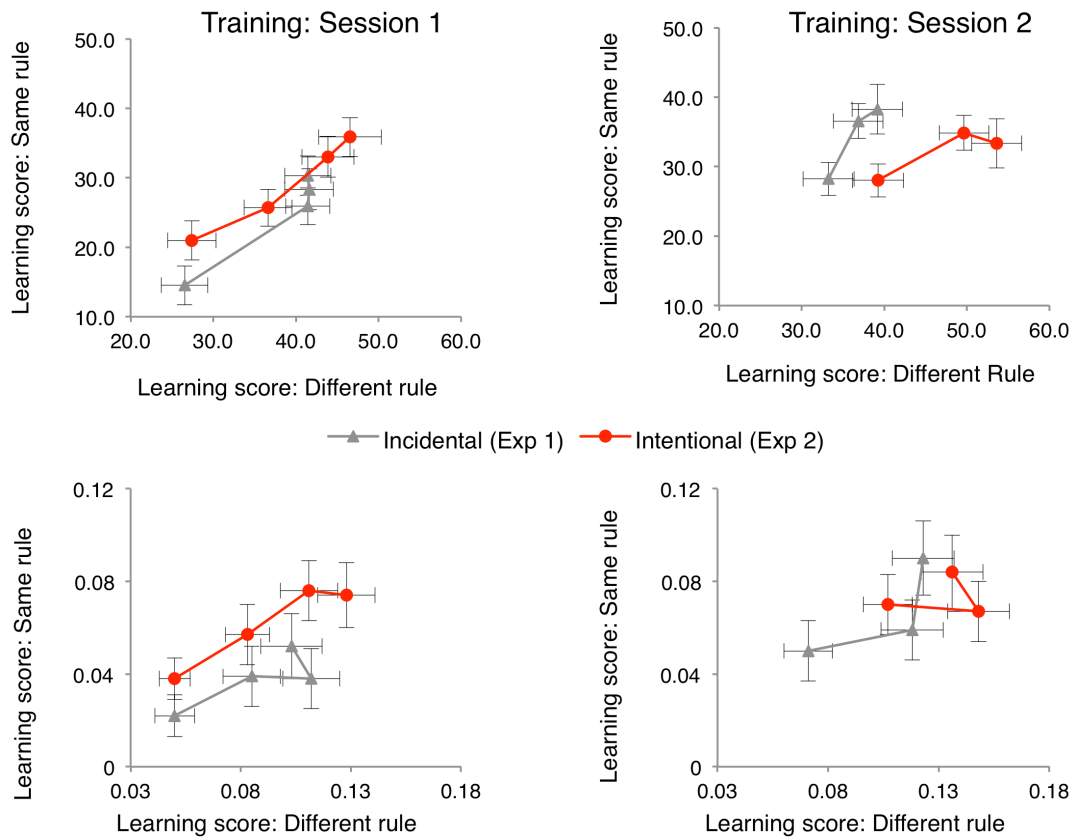 Training: Session 1
Learning score: Same rule
50.0
40.0
30.0
20.0
10.0
20.0 30.0 40.0 50.0 60.0
Learning score: Different rule
Training: Session 2
Learning score: Same rule
50.0
40.0
30.0
20.0
10.0
20.0 30.0 40.0 50.0 60.0
Learning score: Different Rule
Incidental (Exp 1) Intentional (Exp 2)
Learning score: Same rule
0.12
0.08
0.04
0
0.03 0.08 0.13 0.18
Learning score: Different rule
Learning score: Same rule
0.12
0.08
0.04
0
0.03 0.08 0.13 0.18
Learning score: Different rule